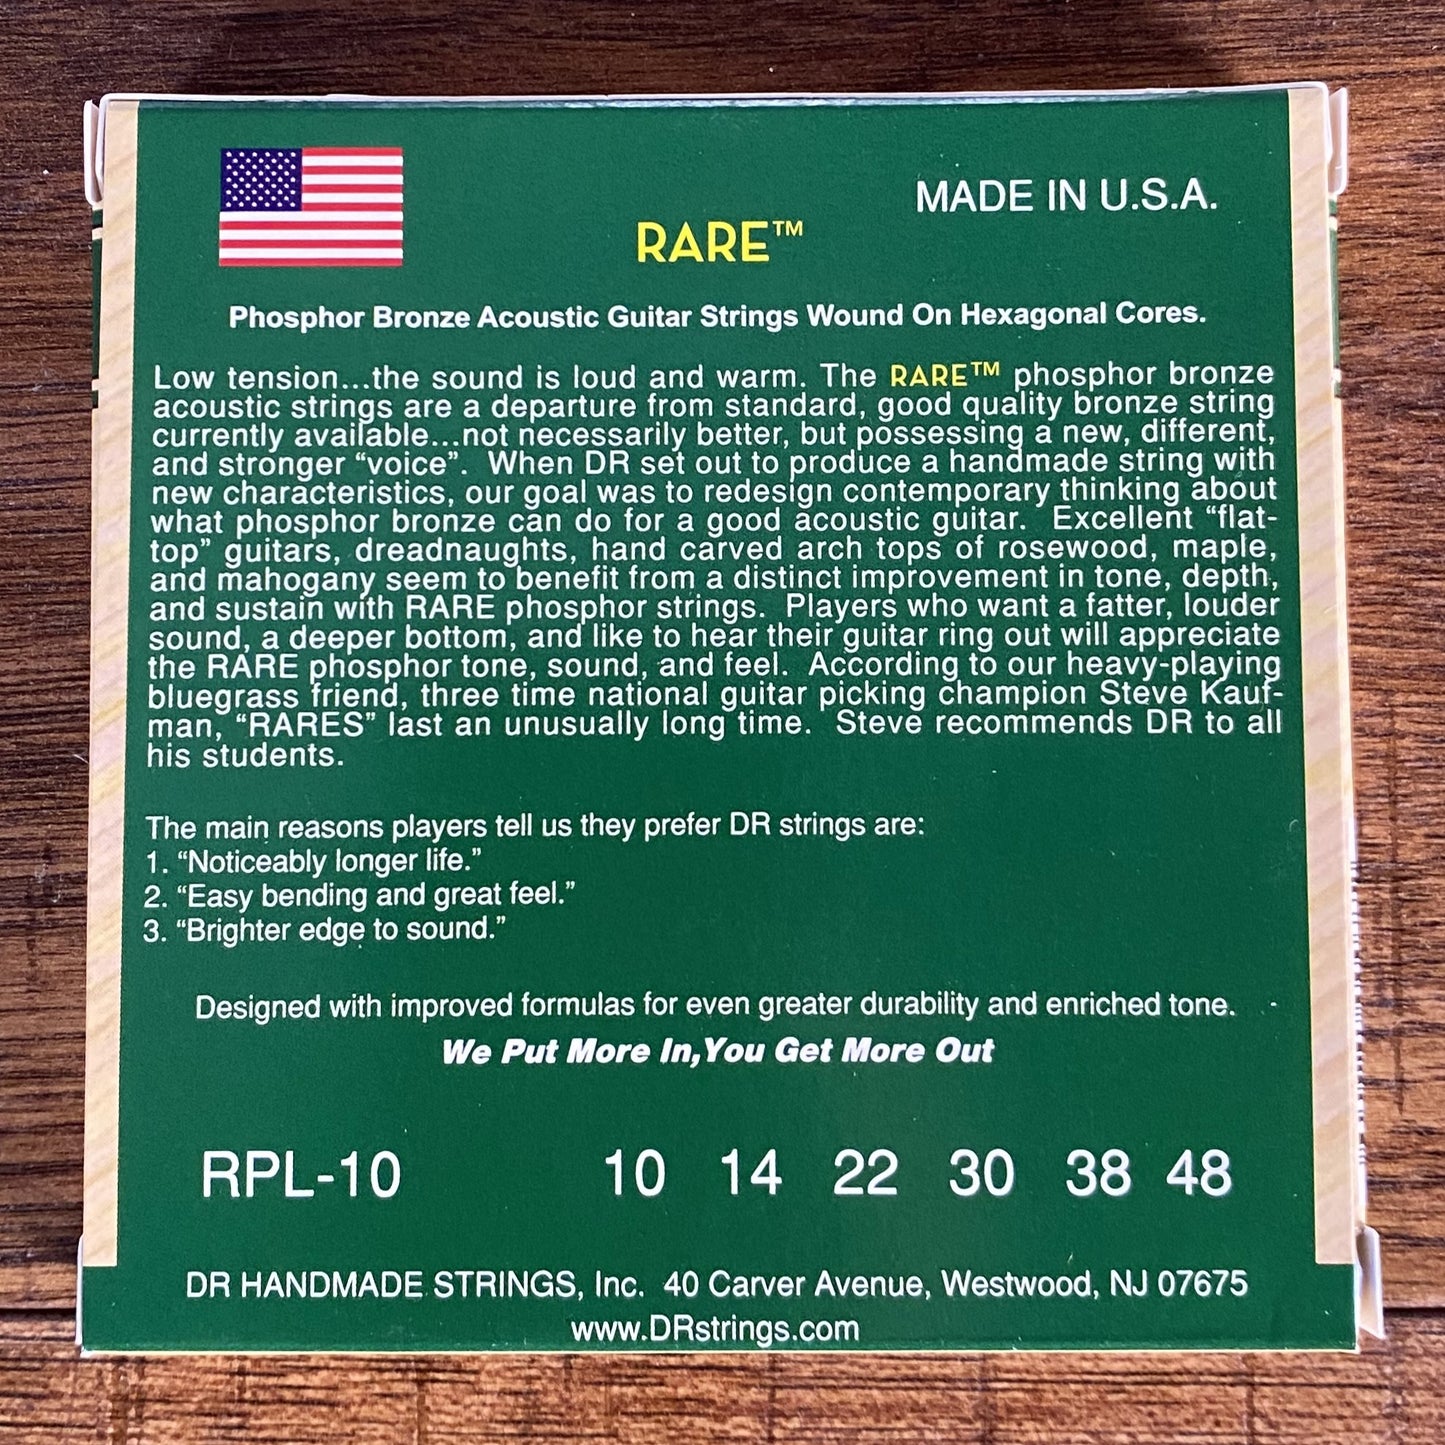 MADE IN U.S.A.
RARE™
Phosphor Bronze Acoustic Guitar Strings Wound On Hexagonal Cores.
Low tension...the sound is loud and warm. The RARE™ phosphor bronze
acoustic strings are a departure from standard, good quality bronze string
currently available...not necessarily better, but possessing a new, different,
and stronger “voice”. When DR set out to produce a handmade string with
new characteristics, our goal was to redesign contemporary thinking about
what phosphor bronze can do for a good acoustic guitar. Excellent “flat-
top” guitars, dreadnaughts, hand carved arch tops of rosewood, maple,
and mahogany seem to benefit from a distinct improvement in tone, depth,
and sustain with RARE phosphor strings. Players who want a fatter, louder
sound, a deeper bottom, and like to hear their guitar ring out will appreciate
the RARE phosphor tone, sound, and feel. According to our heavy-playing
bluegrass friend, three time national guitar picking champion Steve Kauf-
man, “RARES” last an unusually long time. Steve recommends DR to all
his students.
The main reasons players tell us they prefer DR strings are:
1. “Noticeably longer life.”
2. “Easy bending and great feel.”
3. “Brighter edge to sound.”
Designed with improved formulas for even greater durability and enriched tone.
We Put More In,You Get More Out
RPL-10 10 14 22 30 38 48
DR HANDMADE STRINGS, Inc. 40 Carver Avenue, Westwood, NJ 07675
www.DRstrings.com